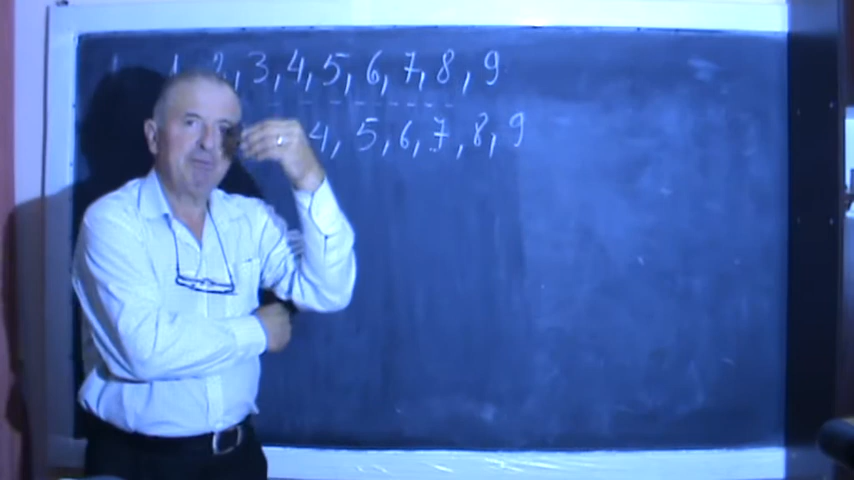 1, 2, 3, 4, 5, 6, 7, 8, 9
4, 5, 6, 7, 8, 9